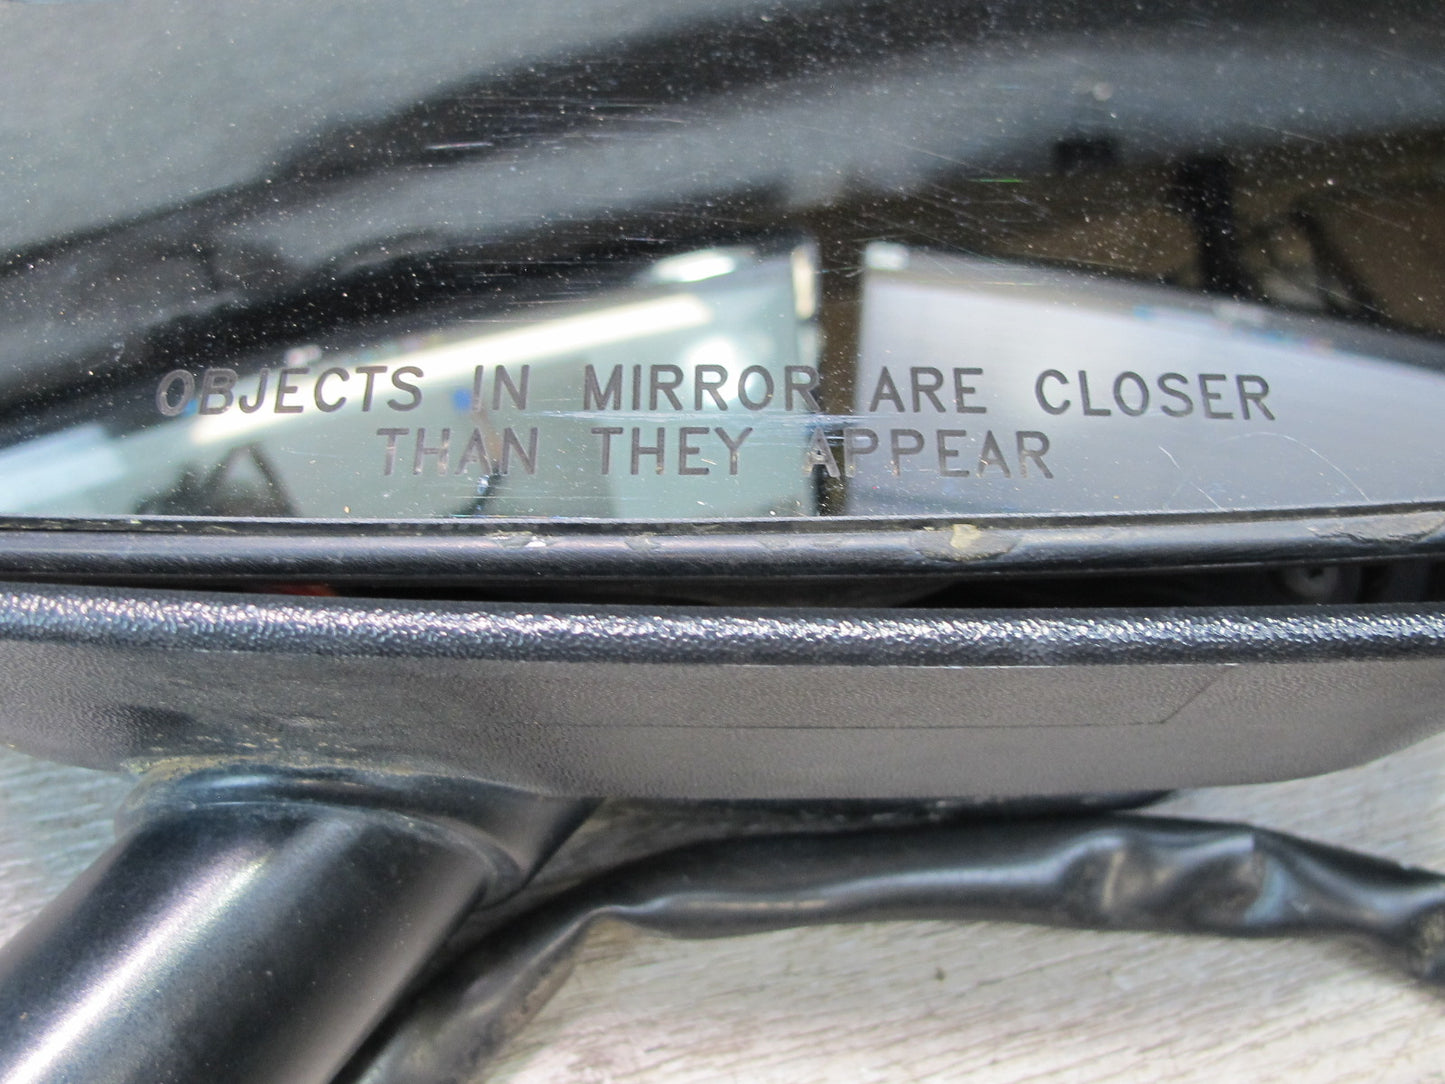 OBJECTS IN MIRROR ARE CLOSER
THAN THEY APPEAR